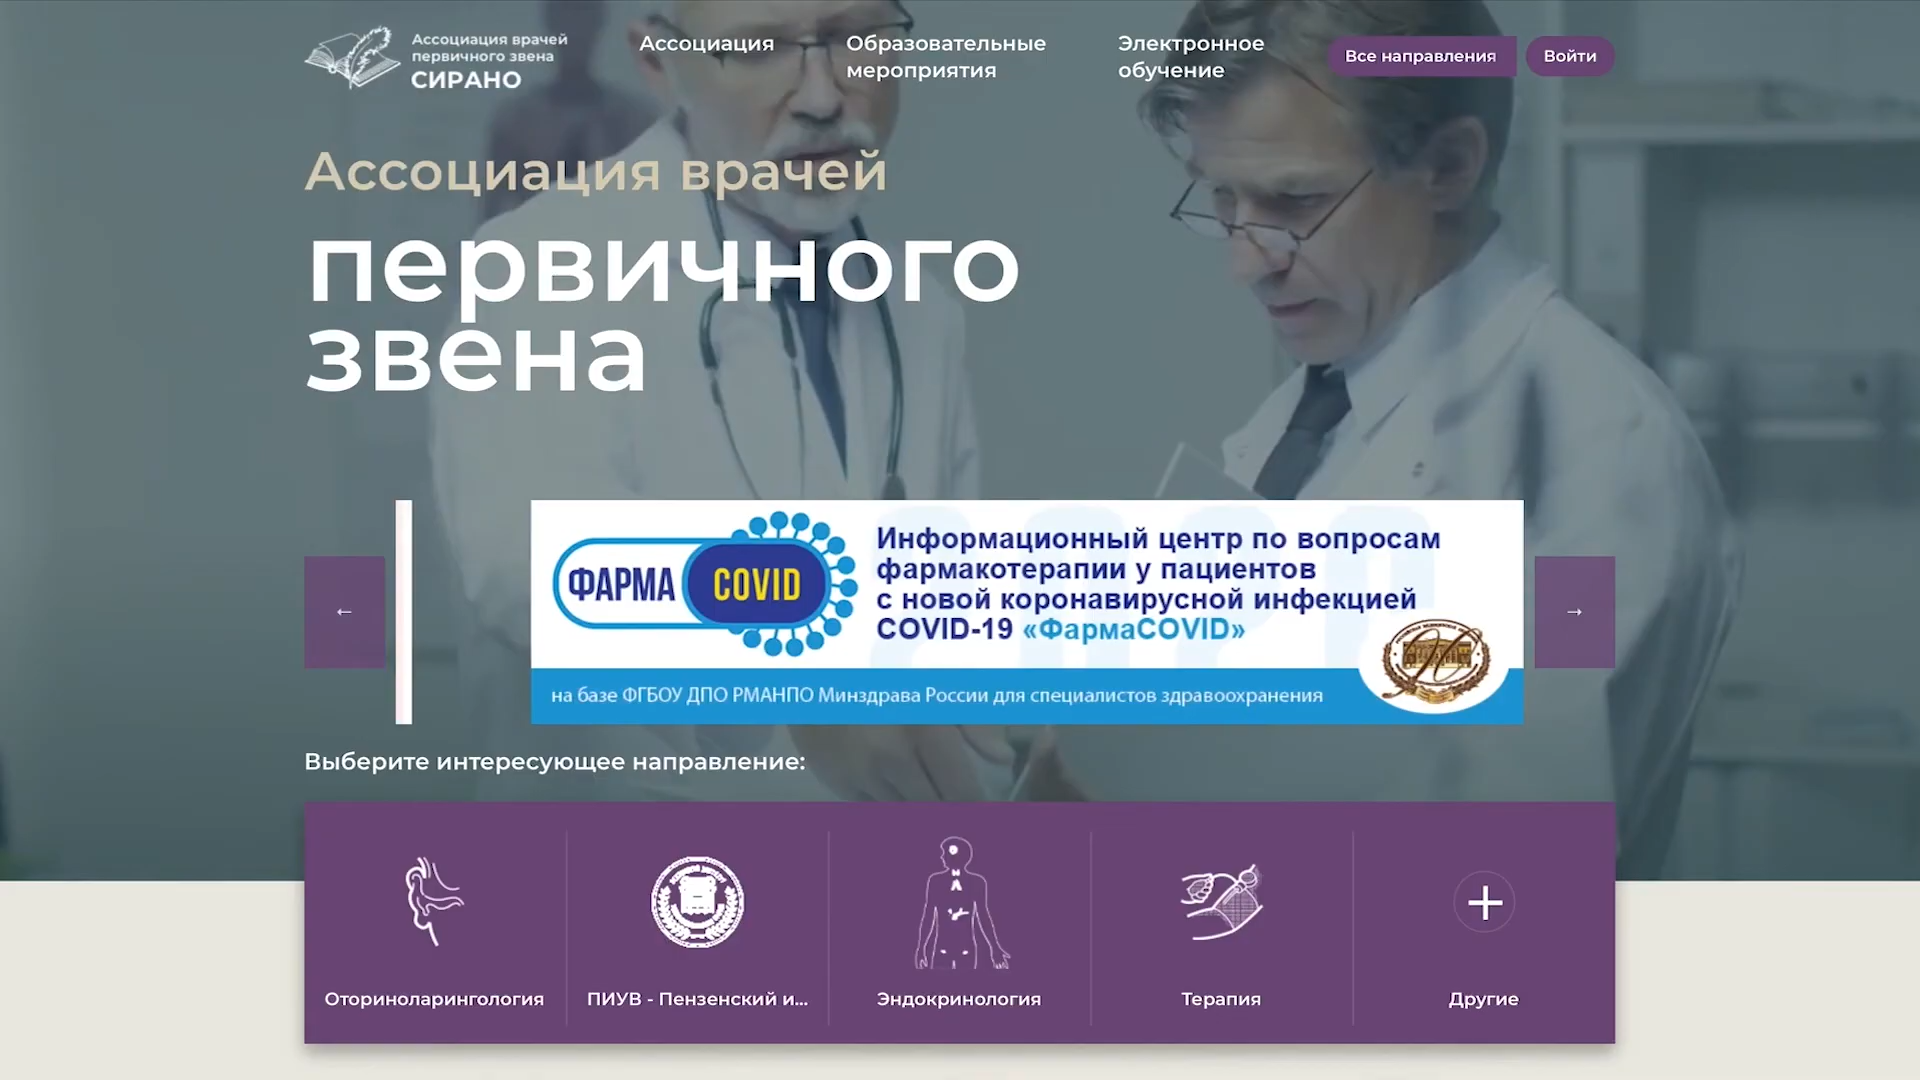 Ассоциация врачей
первичного звена
СИРАНО
Ассоциация
Образовательные
мероприятия
Электронное
обучение
Все направления
Войти
Ассоциация врачей
первичного
звена
←
ФАРМА COVID
Информационный центр по вопросам
фармакотерапии у пациентов
с новой коронавирусной инфекцией
COVID-19 «ФармаCOVID»
на базе ФГБОУ ДПО РМАНПО Минздрава России для специалистов здравоохранения
→
Выберите интересующее направление:
Оториноларингология
ПИУВ - Пензенский и...
Эндокринология
Терапия
Другие